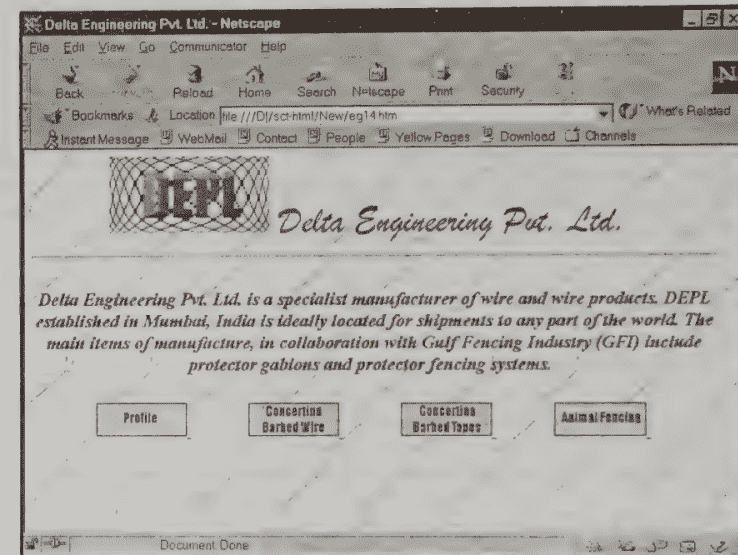 Delta Engineering Pvt. Ltd. - Netscape
File Edit View Go Communicator Help
Back Reload Home Search Netscape Print Security
N
Bookmarks Location file:///D|/sct-html/New/eg14.htm What's Related
Instant Message WebMail Contact People Yellow Pages Download Channels
DEPL
Delta Engineering Pvt. Ltd.
Delta Engineering Pvt. Ltd. is a specialist manufacturer of wire and wire products. DEPL
established in Mumbai, India is ideally located for shipments to any part of the world. The
main items of manufacture, in collaboration with Gulf Fencing Industry (GFI) include
protector gabions and protector fencing systems.
Profile Concertina Concertina Animal Fencing
Barbed Wire Barbed Tapes
Document Done